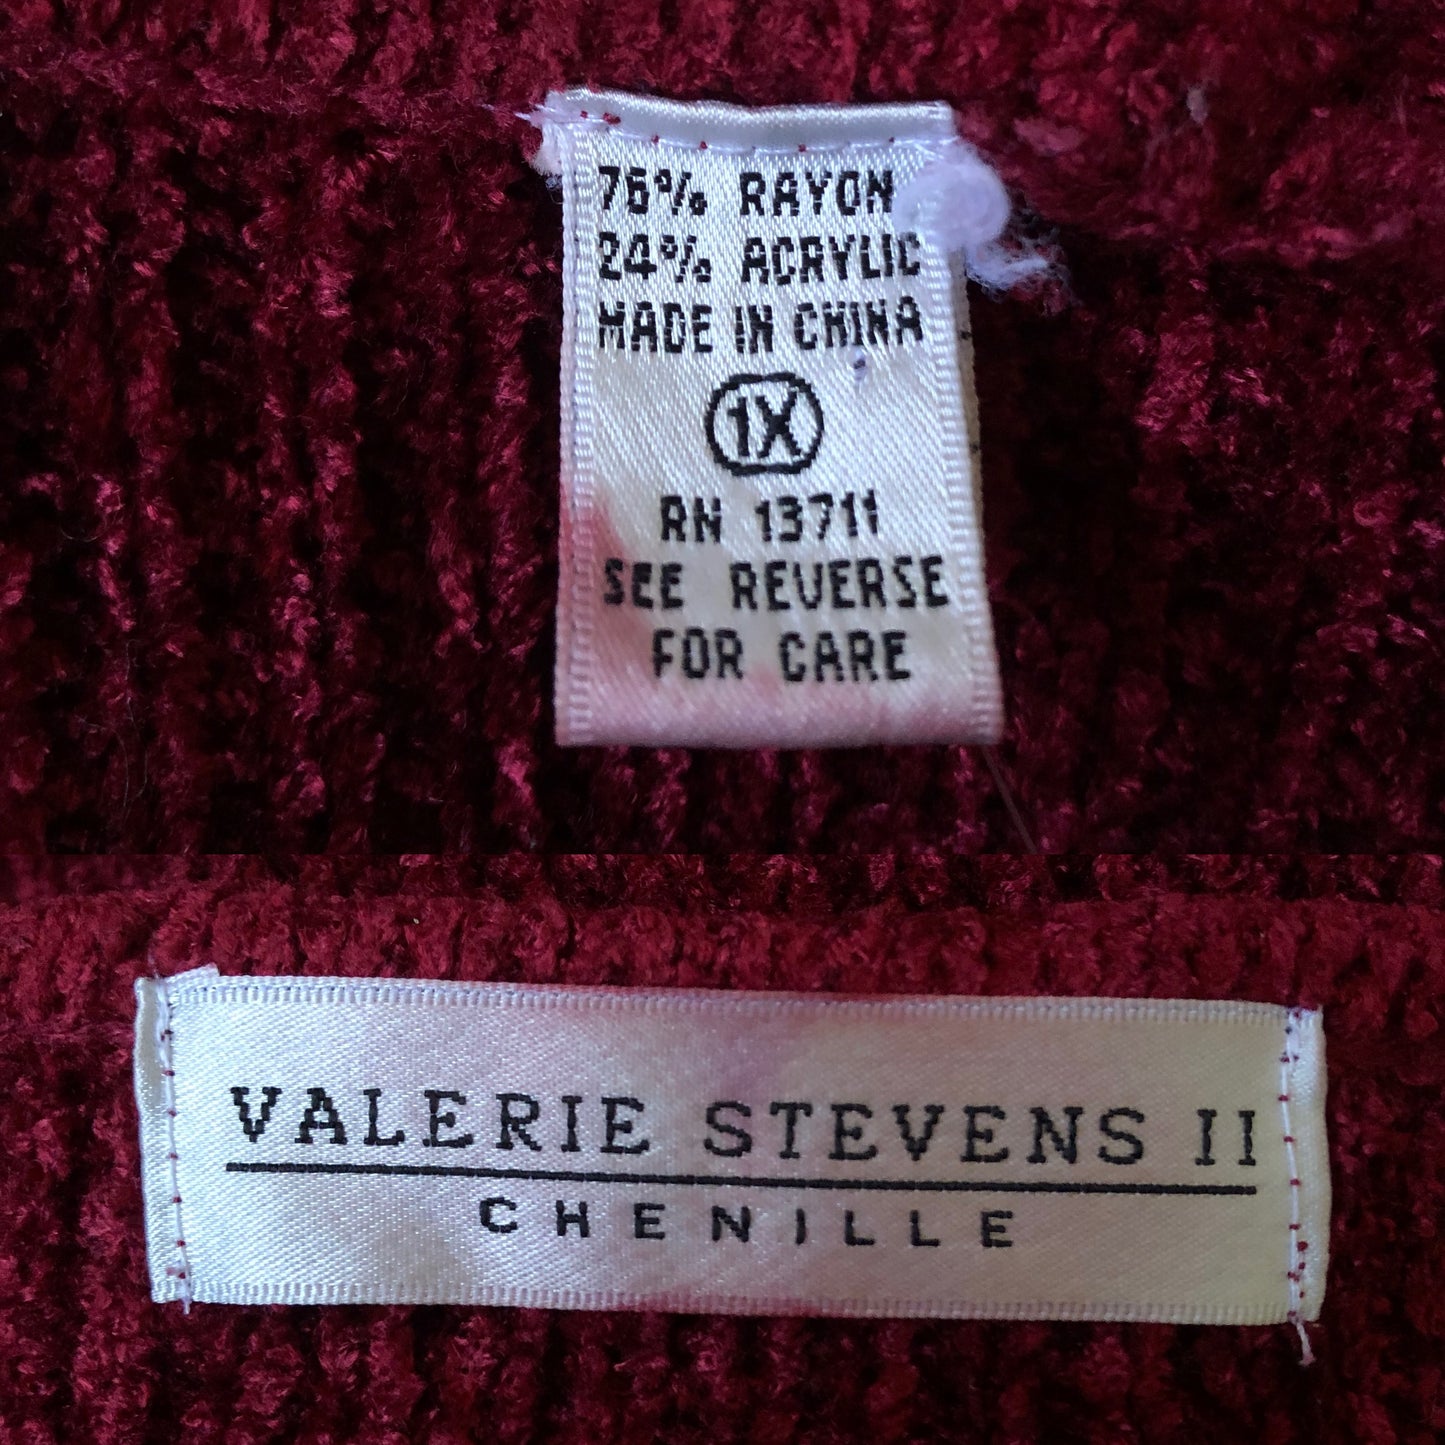 76% RAYON
24% ACRYLIC
MADE IN CHINA
1X
RN 13711
SEE REVERSE
FOR CARE
VALERIE STEVENS II
CHENILLE